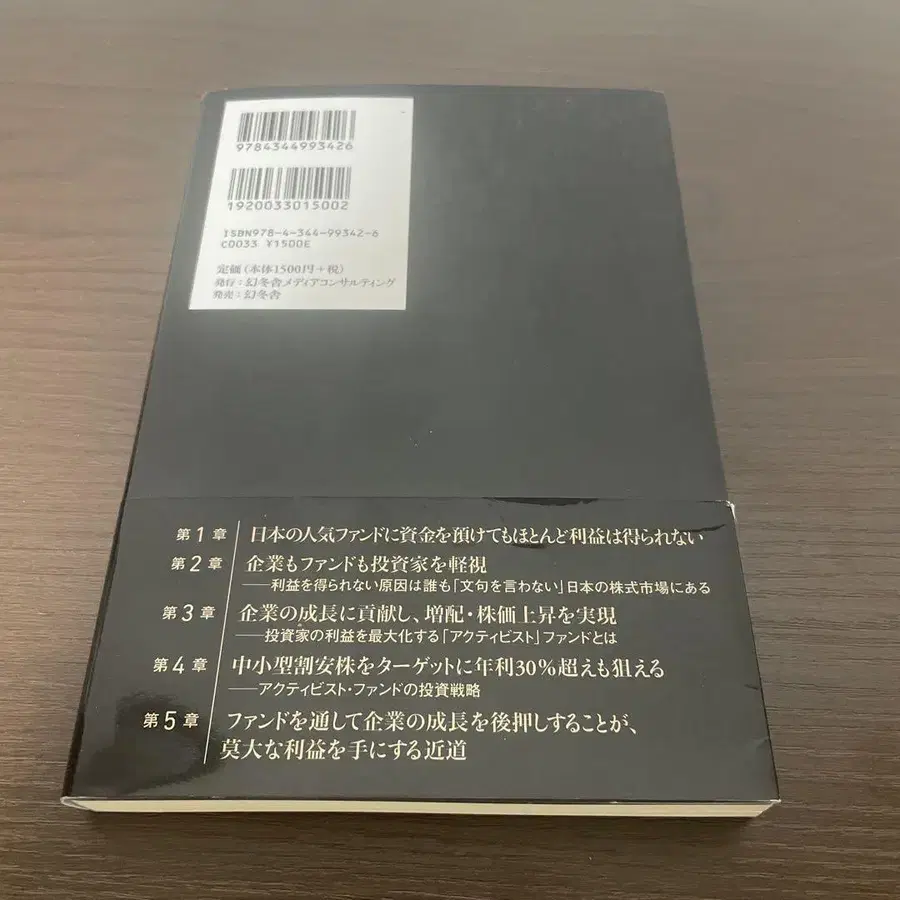 9784344993426
1920033015002
ISBN978-4-344-99342-6
C0033 ¥1500E
定価(本体1500円+税)
発行:幻冬舎メディアコンサルティング
発売:幻冬舎
第1章 日本の人気ファンドに資金を預けてもほとんど利益は得られない
第2章 企業もファンドも投資家を軽視
――利益を得られない原因は誰も「文句を言わない」日本の株式市場にある
第3章 企業の成長に貢献し、増配・株価上昇を実現
――投資家の利益を最大化する「アクティビスト」ファンドとは
第4章 中小型割安株をターゲットに年利30%超えも狙える
――アクティビスト・ファンドの投資戦略
第5章 ファンドを通して企業の成長を後押しすることが、
莫大な利益を手にする近道